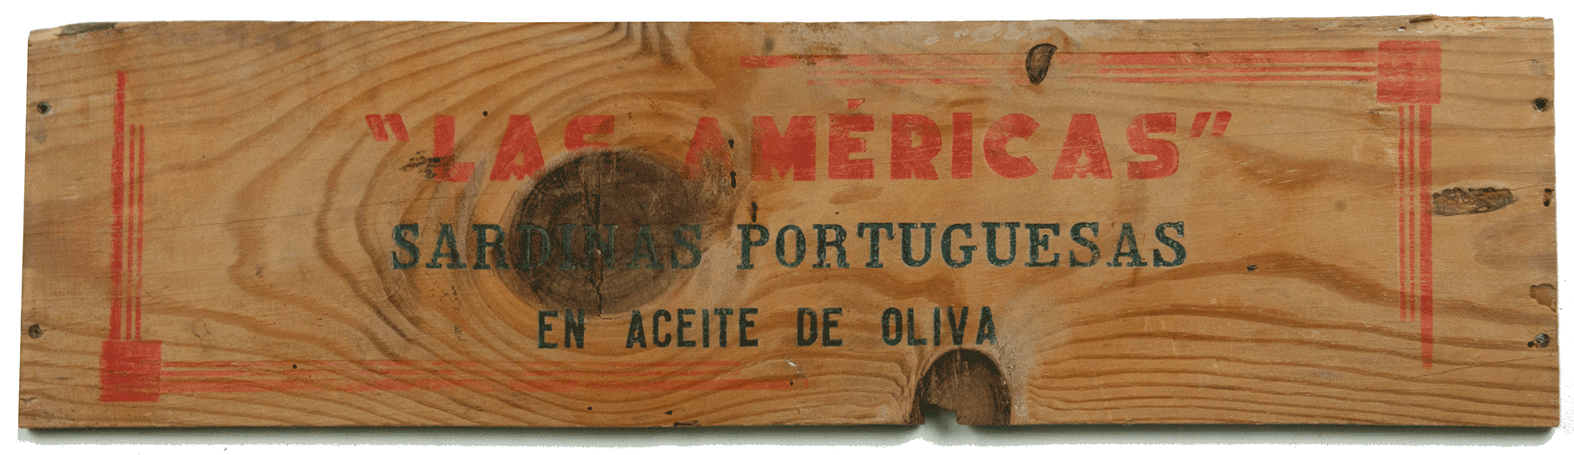 "LAS AMÉRICAS"
SARDINAS PORTUGUESAS
EN ACEITE DE OLIVA